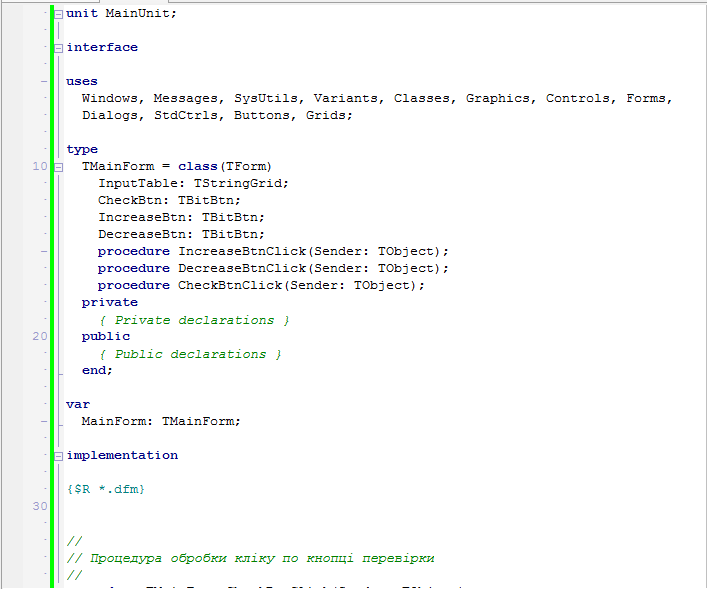 unit MainUnit;
interface
uses
Windows, Messages, SysUtils, Variants, Classes, Graphics, Controls, Forms,
Dialogs, StdCtrls, Buttons, Grids;
type
10 TMainForm = class(TForm)
InputTable: TStringGrid;
CheckBtn: TBitBtn;
IncreaseBtn: TBitBtn;
DecreaseBtn: TBitBtn;
procedure IncreaseBtnClick(Sender: TObject);
procedure DecreaseBtnClick(Sender: TObject);
procedure CheckBtnClick(Sender: TObject);
private
{ Private declarations }
20 public
{ Public declarations }
end;
var
MainForm: TMainForm;
implementation
{$R *.dfm}
30
//
// Процедура обробки кліку по кнопці перевірки
//